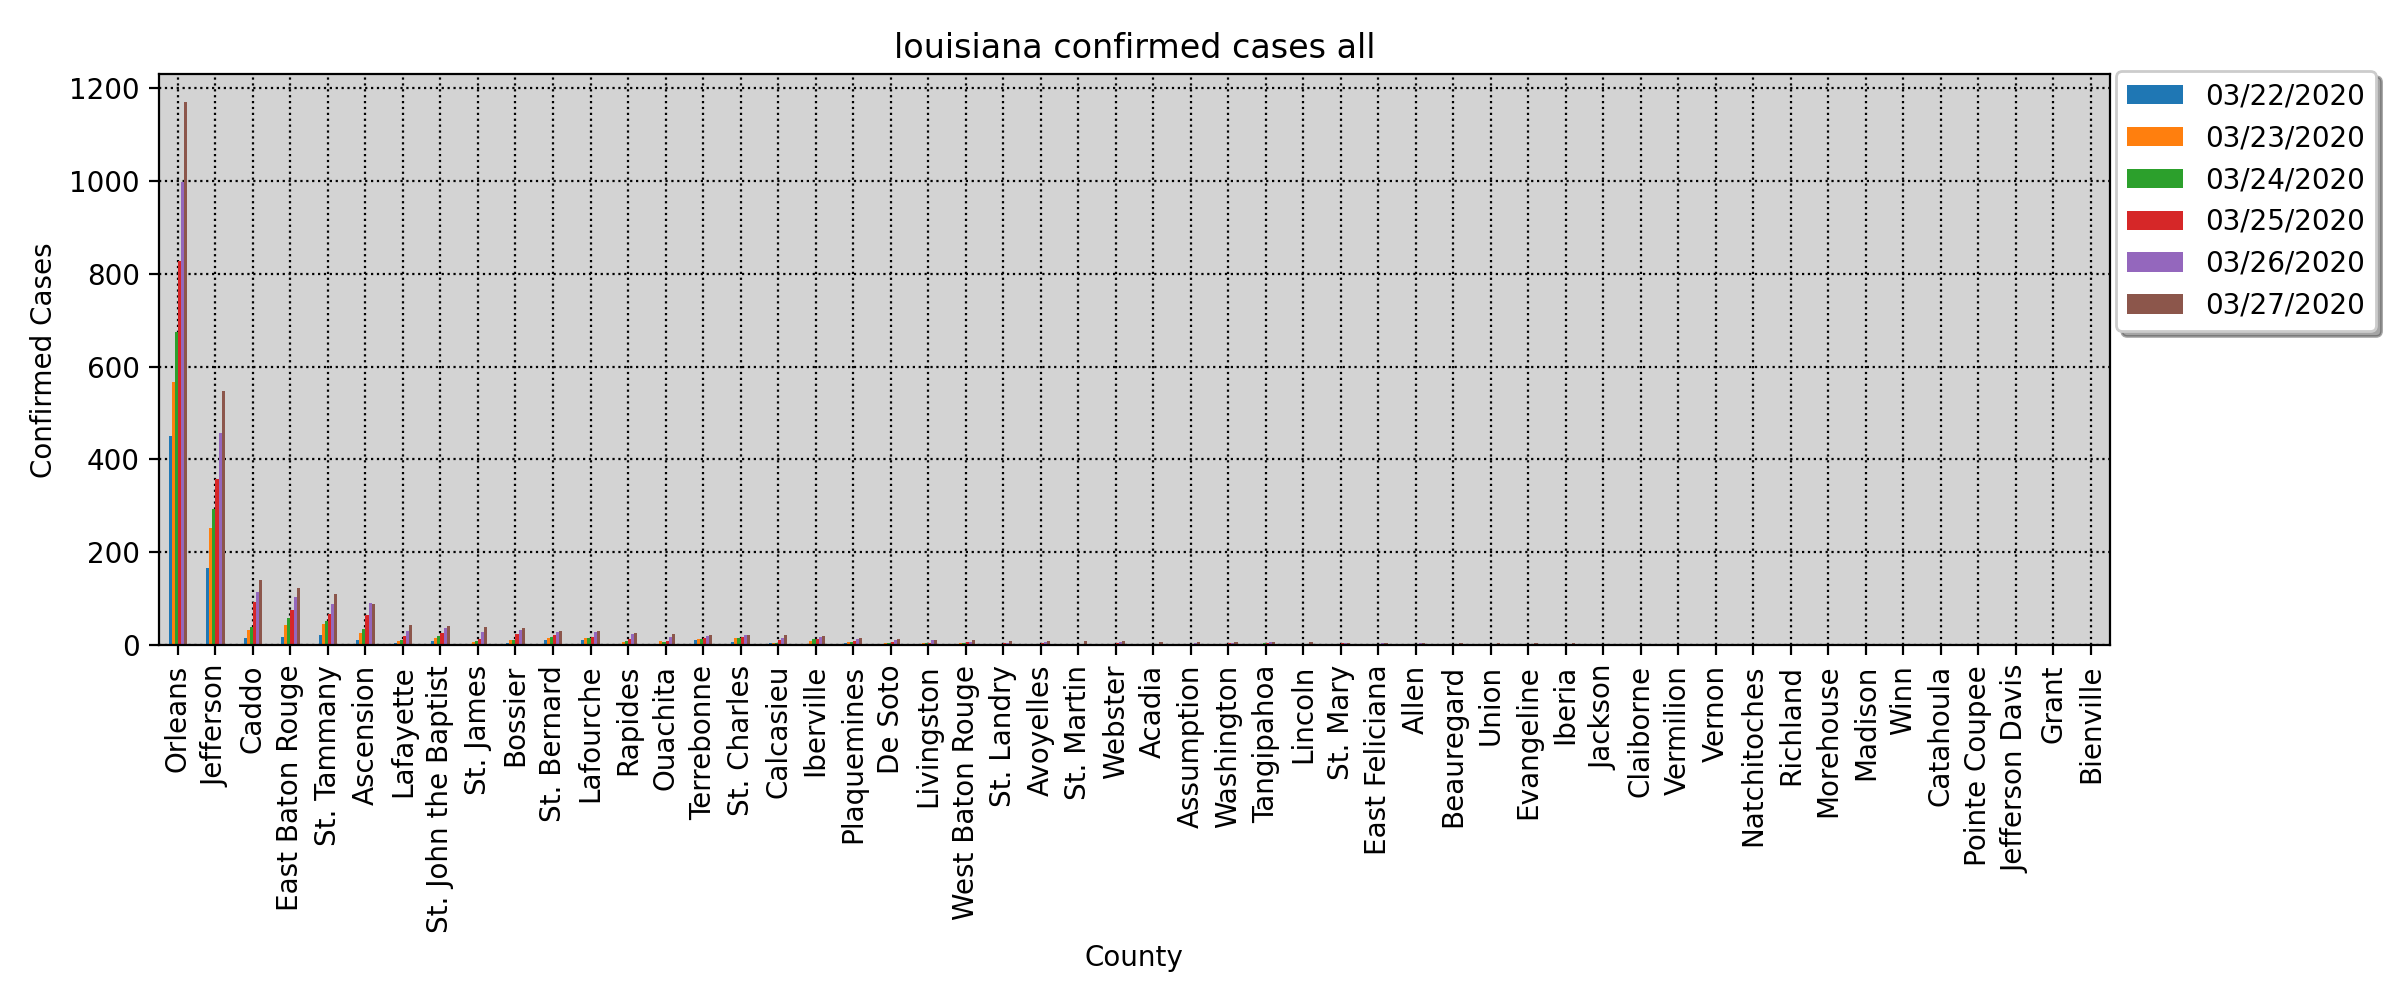 louisiana confirmed cases all
1200
1000
800
600
400
200
0
Confirmed Cases
03/22/2020
03/23/2020
03/24/2020
03/25/2020
03/26/2020
03/27/2020
Orleans
Jefferson
Caddo
East Baton Rouge
St. Tammany
Ascension
Lafayette
St. John the Baptist
St. James
Bossier
St. Bernard
Lafourche
Rapides
Ouachita
Terrebonne
St. Charles
Calcasieu
Iberville
Plaquemines
De Soto
Livingston
West Baton Rouge
St. Landry
Avoyelles
St. Martin
Webster
Acadia
Assumption
Washington
Tangipahoa
Lincoln
St. Mary
East Feliciana
Allen
Beauregard
Union
Evangeline
Iberia
Jackson
Claiborne
Vermilion
Vernon
Natchitoches
Richland
Morehouse
Madison
Winn
Catahoula
Pointe Coupee
Jefferson Davis
Grant
Bienville
County